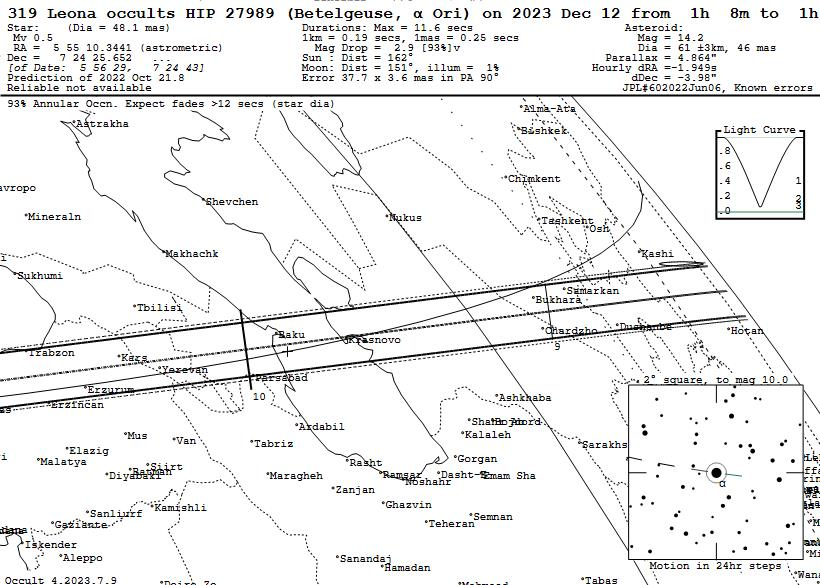 319 Leona occults HIP 27989 (Betelgeuse, α Ori) on 2023 Dec 12 from 1h 8m to 1h
Star: (Dia = 48.1 mas)
Mv 0.5
RA = 5 55 10.3441 (astrometric)
Dec = 7 24 25.652 ...
[of Date: 5 56 29, 7 24 43]
Prediction of 2022 Oct 21.8
Reliable not available
Durations: Max = 11.6 secs
1km = 0.19 secs, 1mas = 0.25 secs
Mag Drop = 2.9 [93%]v
Sun : Dist = 162°
Moon: Dist = 151°, illum = 1%
Error 37.7 x 3.6 mas in PA 90°
Asteroid:
Mag = 14.2
Dia = 61 ±3km, 46 mas
Parallax = 4.864"
Hourly dRA =-1.949s
dDec = -3.98"
JPL#602022Jun06, Known errors
93% Annular Occn. Expect fades >12 secs (star dia)
Alma-Ata
Astrakha
Bishkek
Light Curve
.8
.6
.4
.2
.0
1
2
3
Chimkent
avropo
Shevchen
Mineraln
Nukus
Tashkent
Osh
Makhachk
Kashi
Sukhumi
Samarkan
Bukhara
Tbilisi
Chardzho
Dushanbe
Hotan
Baku
Krasnovo
9
Trabzon
Kars
Yerevan
Parsabad
10
Erzurum
Erzincan
2° square, to mag 10.0
Ashkhaba
Ardabil
Mus
Van
Tabriz
Kalaleh
Sarakhs
Elazig
Malatya
Siirt
Batman
Diyabaki
Maragheh
Rasht
Ramsar
Noshahr
Gorgan
Dasht-
Emam Sha
α
Zanjan
Ghazvin
Sanliurf
Kamishli
Semnan
Teheran
Gaziante
Iskender
Aleppo
Sanandaj
Hamadan
Motion in 24hr steps
Occult 4.2023.7.9
Tabas